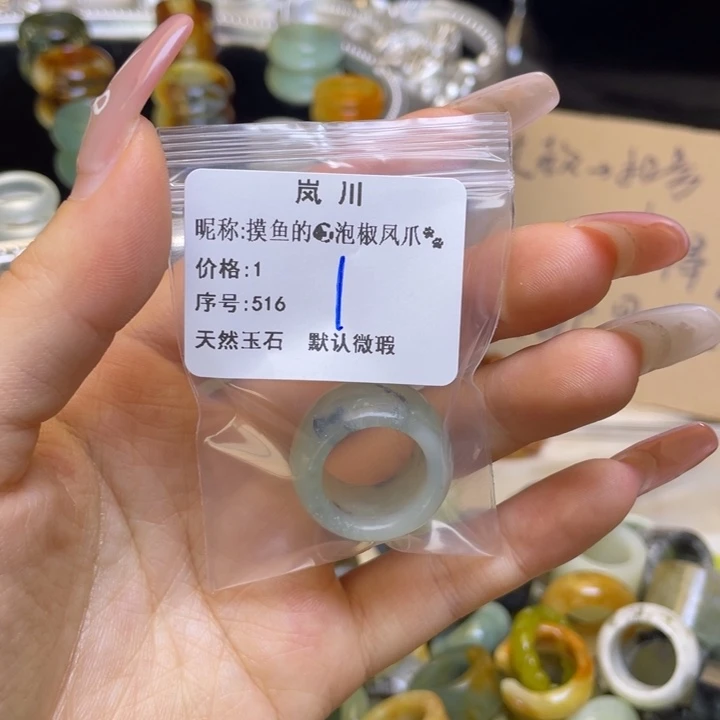 岚川
昵称:摸鱼的🌚泡椒凤爪🐾
价格:1
序号:516
天然玉石 默认微瑕